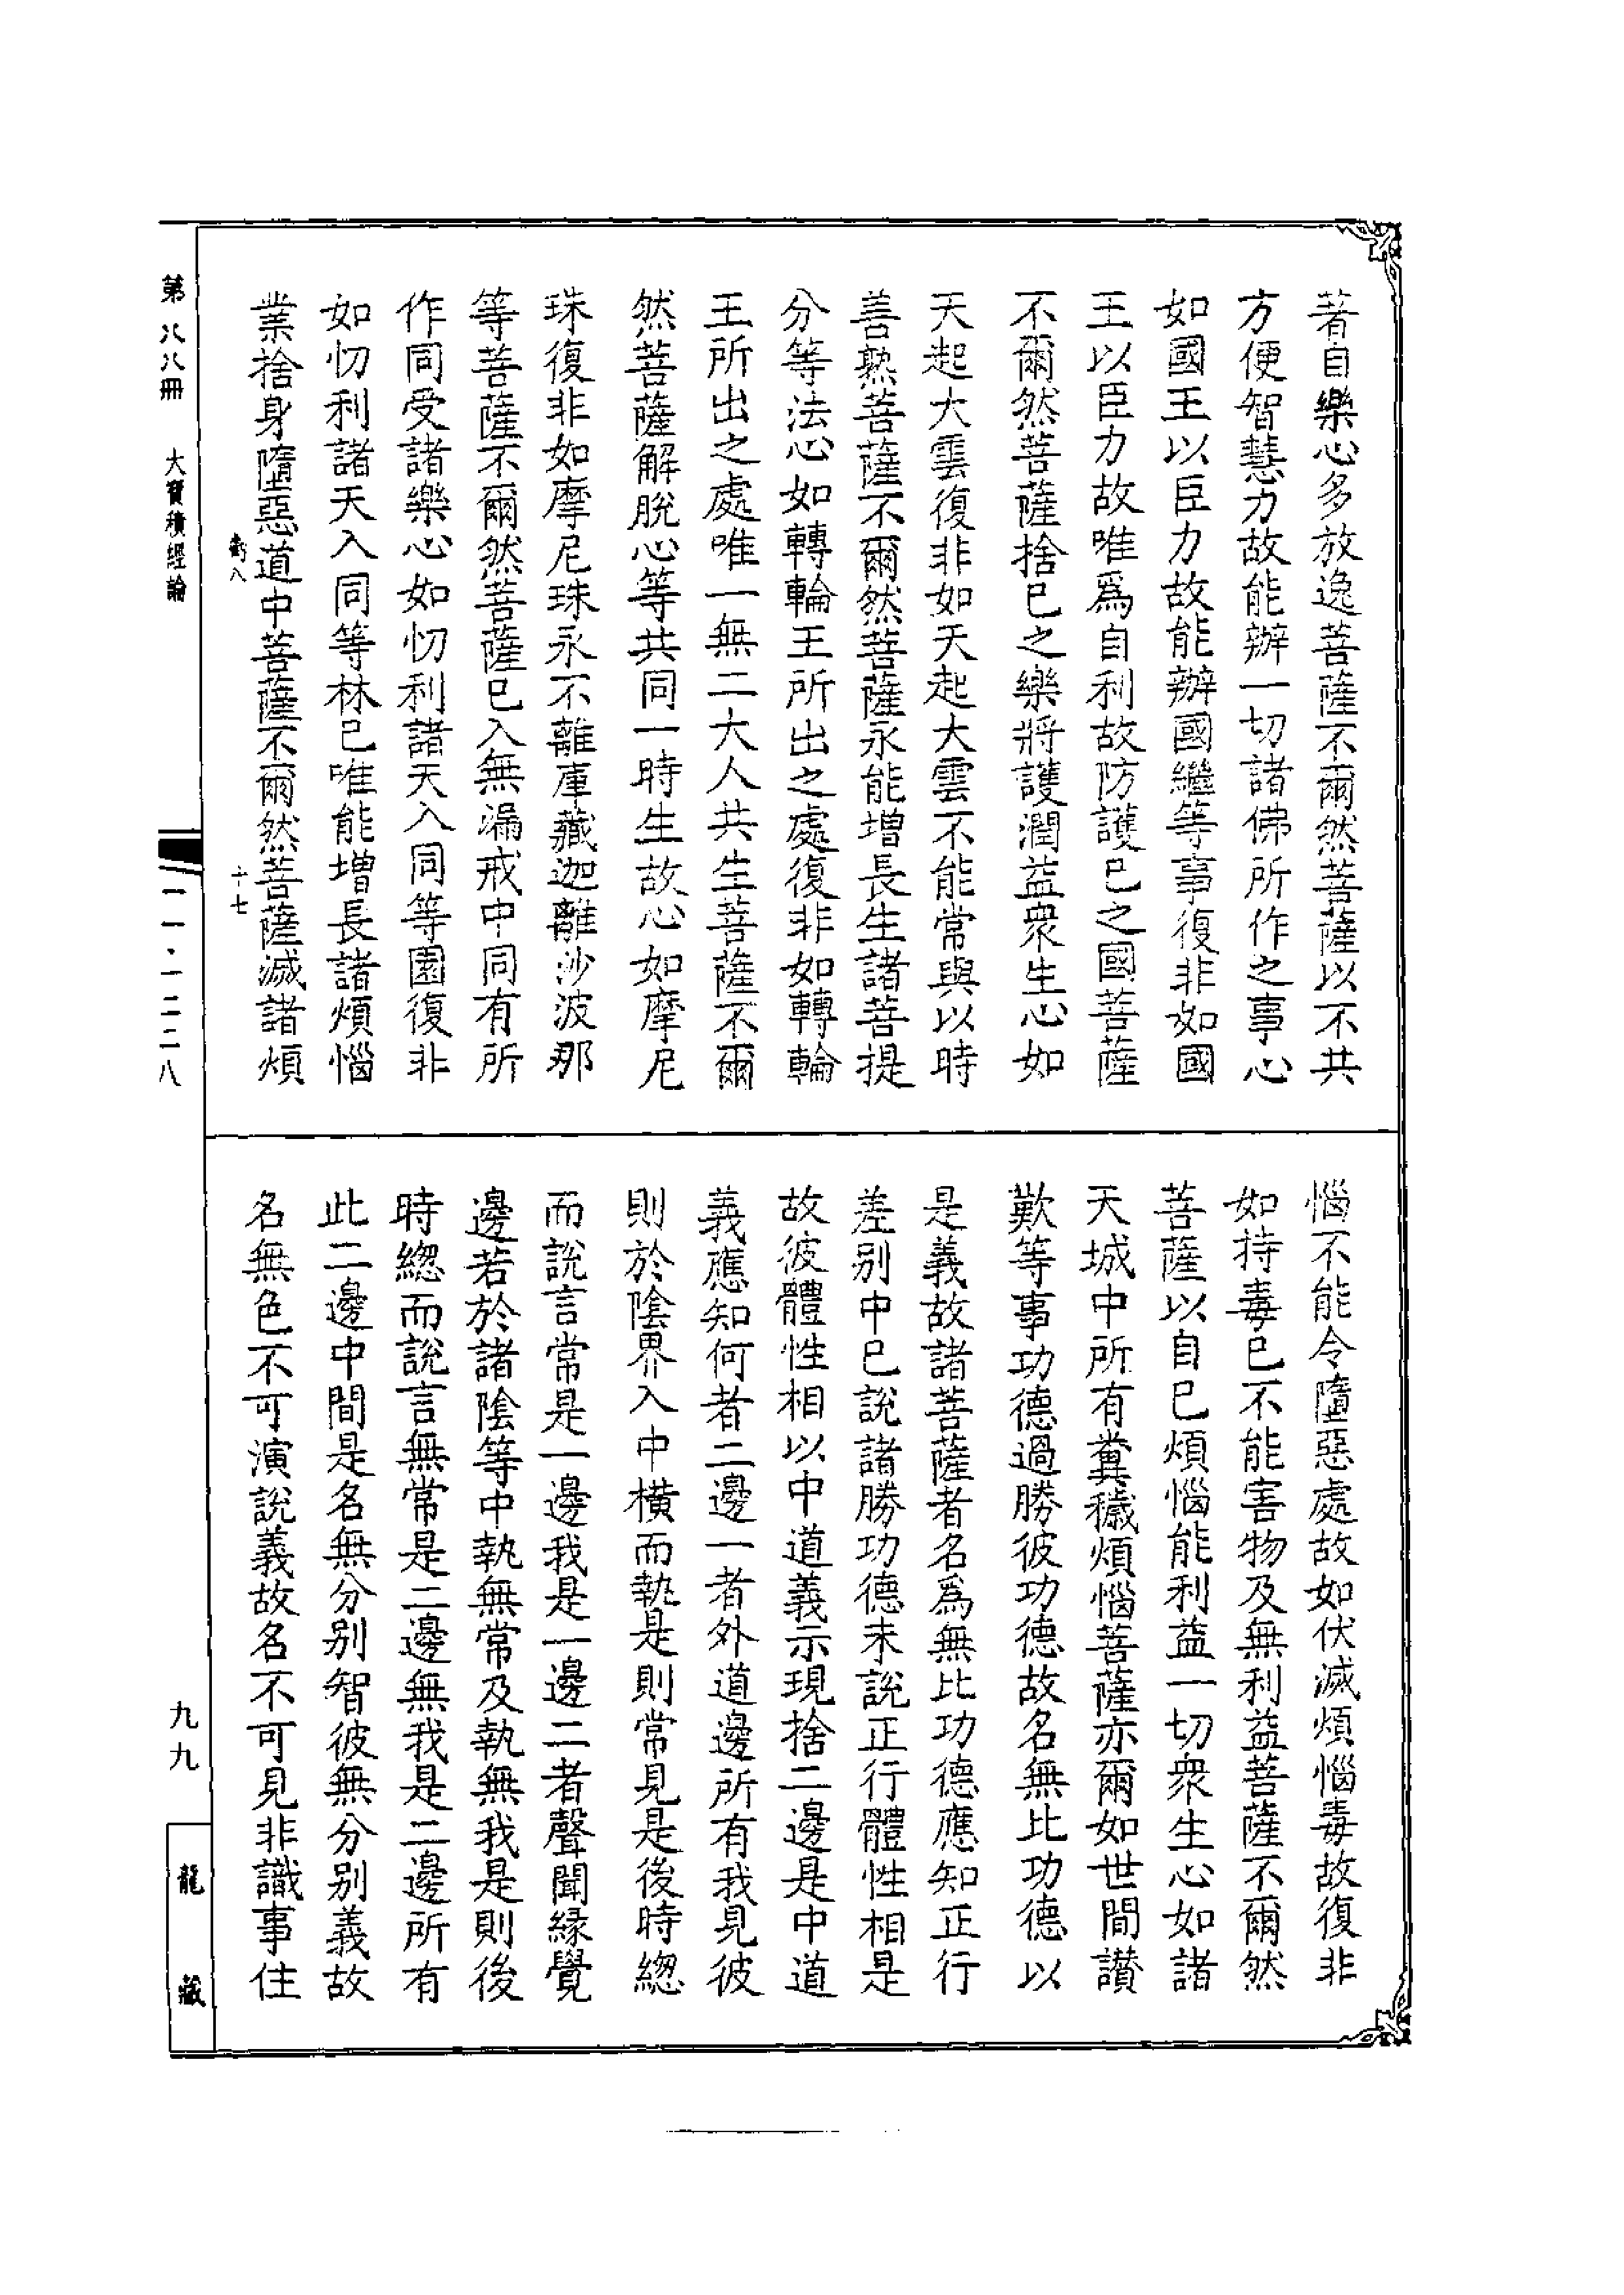 著自樂心多放逸菩薩不爾然菩薩以不共
方便智慧力故能辦一切諸佛所作之事心
如國王以臣力故能辦國繼等事復非如國
王以臣力故唯爲自利故防護已之國菩薩
不爾然菩薩捨已之樂將護潤益衆生心如
天起大雲復非如天起大雲不能常與以時
善熟菩薩不爾然菩薩永能增長生諸菩提
分等法心如轉輪王所出之處復非如轉輪
王所出之處唯一無二大人共生菩薩不爾
然菩薩解脫心等共同一時生故心如摩尼
珠復非如摩尼珠永不離庫藏迦離沙波那
等菩薩不爾然菩薩已入無漏戒中同有所
作同受諸樂心如忉利諸天入同等園復非
如忉利諸天入同等林已唯能增長諸煩惱
業捨身墮惡道中菩薩不爾然菩薩滅諸煩
惱不能令墮惡處故如伏滅煩惱毒故復非
如持毒已不能害物及無利益菩薩不爾然
菩薩以自已煩惱能利益一切衆生心如諸
天城中所有糞穢煩惱菩薩亦爾如世間讃
歎等事功德過勝彼功德故名無比功德以
是義故諸菩薩者名爲無比功德應知正行
差别中已說諸勝功德未說正行體性相是
故彼體性相以中道義示現捨二邊是中道
義應知何者二邊一者外道邊所有我見彼
則於陰界入中橫而執是則常見是後時緫
而說言常是一邊我是一邊二者聲聞緣覺
邊若於諸陰等中執無常及執無我是則後
時緫而說言無常是二邊無我是二邊所有
此二邊中間是名無分别智彼無分别義故
名無色不可演說義故名不可見非識事住
第八八冊 大寶積經論
虧八 十七
一一·一二二八
九九
龍藏